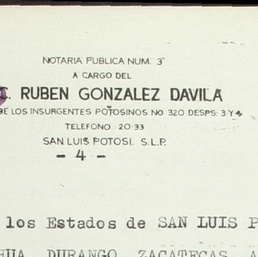 NOTARIA PUBLICA NUM. 3
A CARGO DEL
C. RUBEN GONZALEZ DAVILA
DE LOS INSURGENTES POTOSINOS NO 320 DESPS: 3 Y 4
TELEFONO 20-33
SAN LUIS POTOSI. S.L.P.
- 4 -
los Estados de SAN LUIS P
HUA, DURANGO, ZACATECAS, A